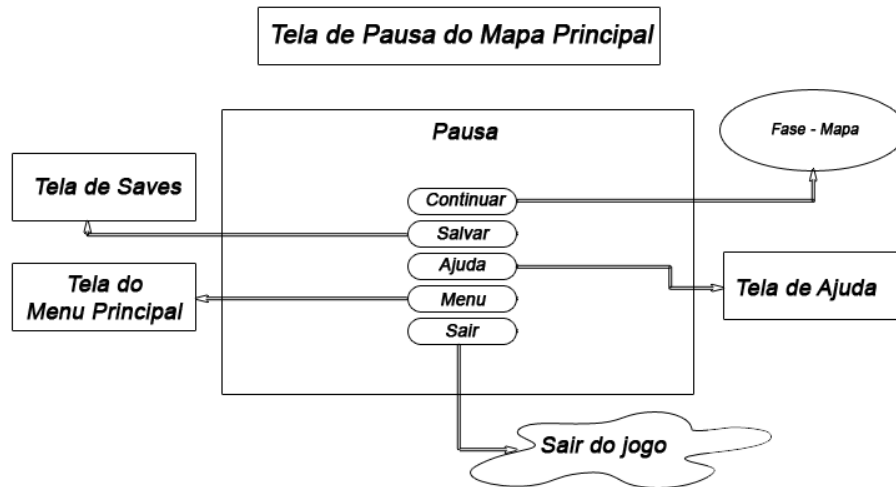 Tela de Pausa do Mapa Principal
Pausa
Fase - Mapa
Tela de Saves
Continuar
Salvar
Ajuda
Menu
Sair
Tela do
Menu Principal
Tela de Ajuda
Sair do jogo